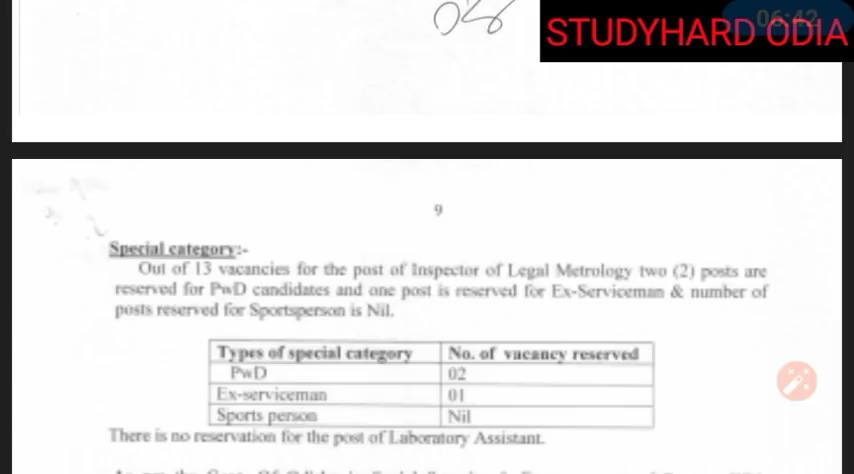 06:42
STUDYHARD ODIA
9
Special category:-
Out of 13 vacancies for the post of Inspector of Legal Metrology two (2) posts are
reserved for PwD candidates and one post is reserved for Ex-Serviceman & number of
posts reserved for Sportsperson is Nil.
Types of special category No. of vacancy reserved
PwD 02
Ex-serviceman 01
Sports person Nil
There is no reservation for the post of Laboratory Assistant.